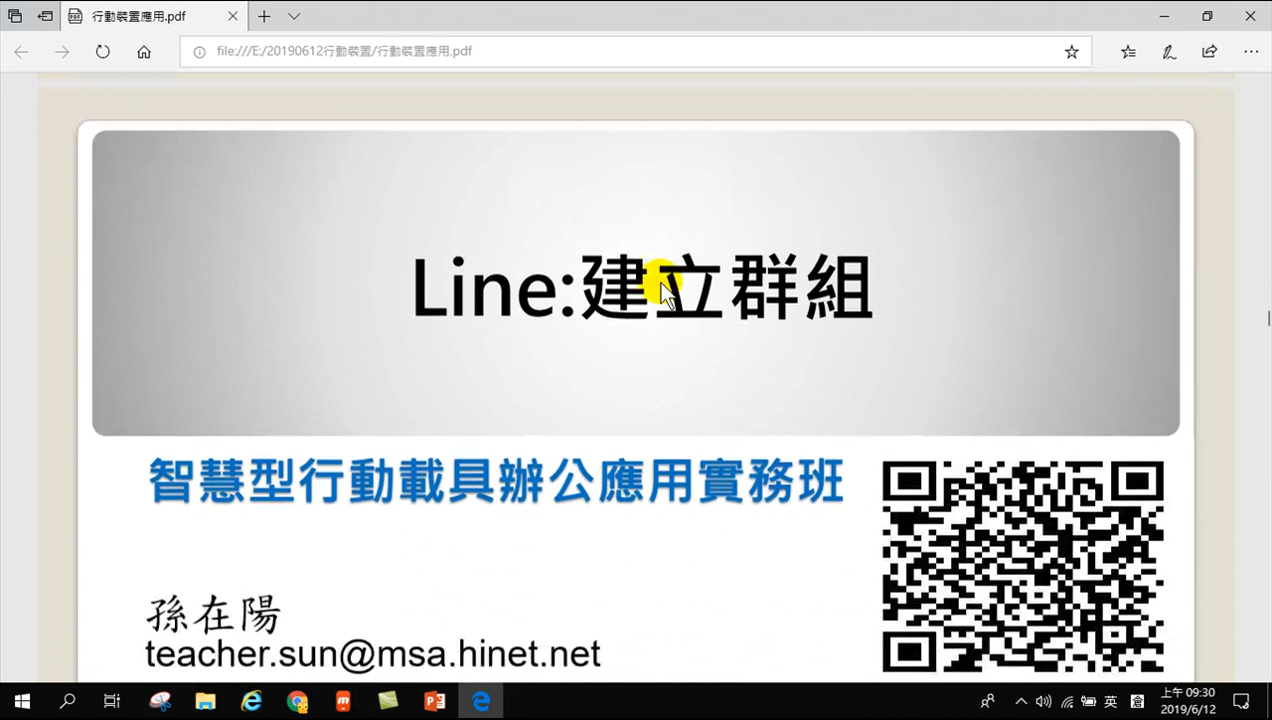 行動裝置應用.pdf
file:///E:/20190612行動裝置/行動裝置應用.pdf
Line:建立群組
智慧型行動載具辦公應用實務班
孫在陽
teacher.sun@msa.hinet.net
英
上午 09:30
2019/6/12